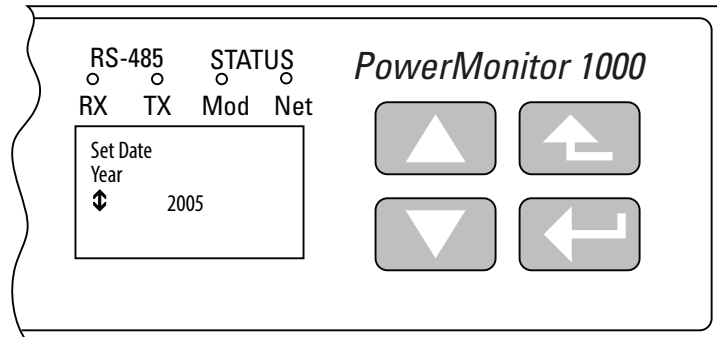 RS-485 STATUS
PowerMonitor 1000
RX TX Mod Net
Set Date
Year
2005